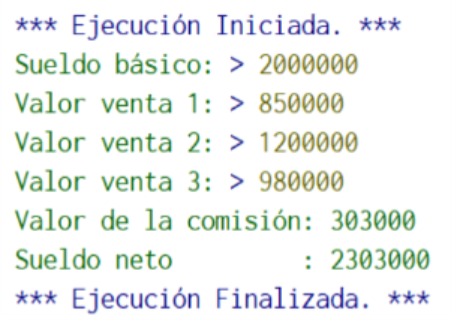 *** Ejecución Iniciada. ***
Sueldo básico: > 2000000
Valor venta 1: > 850000
Valor venta 2: > 1200000
Valor venta 3: > 980000
Valor de la comisión: 303000
Sueldo neto          : 2303000
*** Ejecución Finalizada. ***